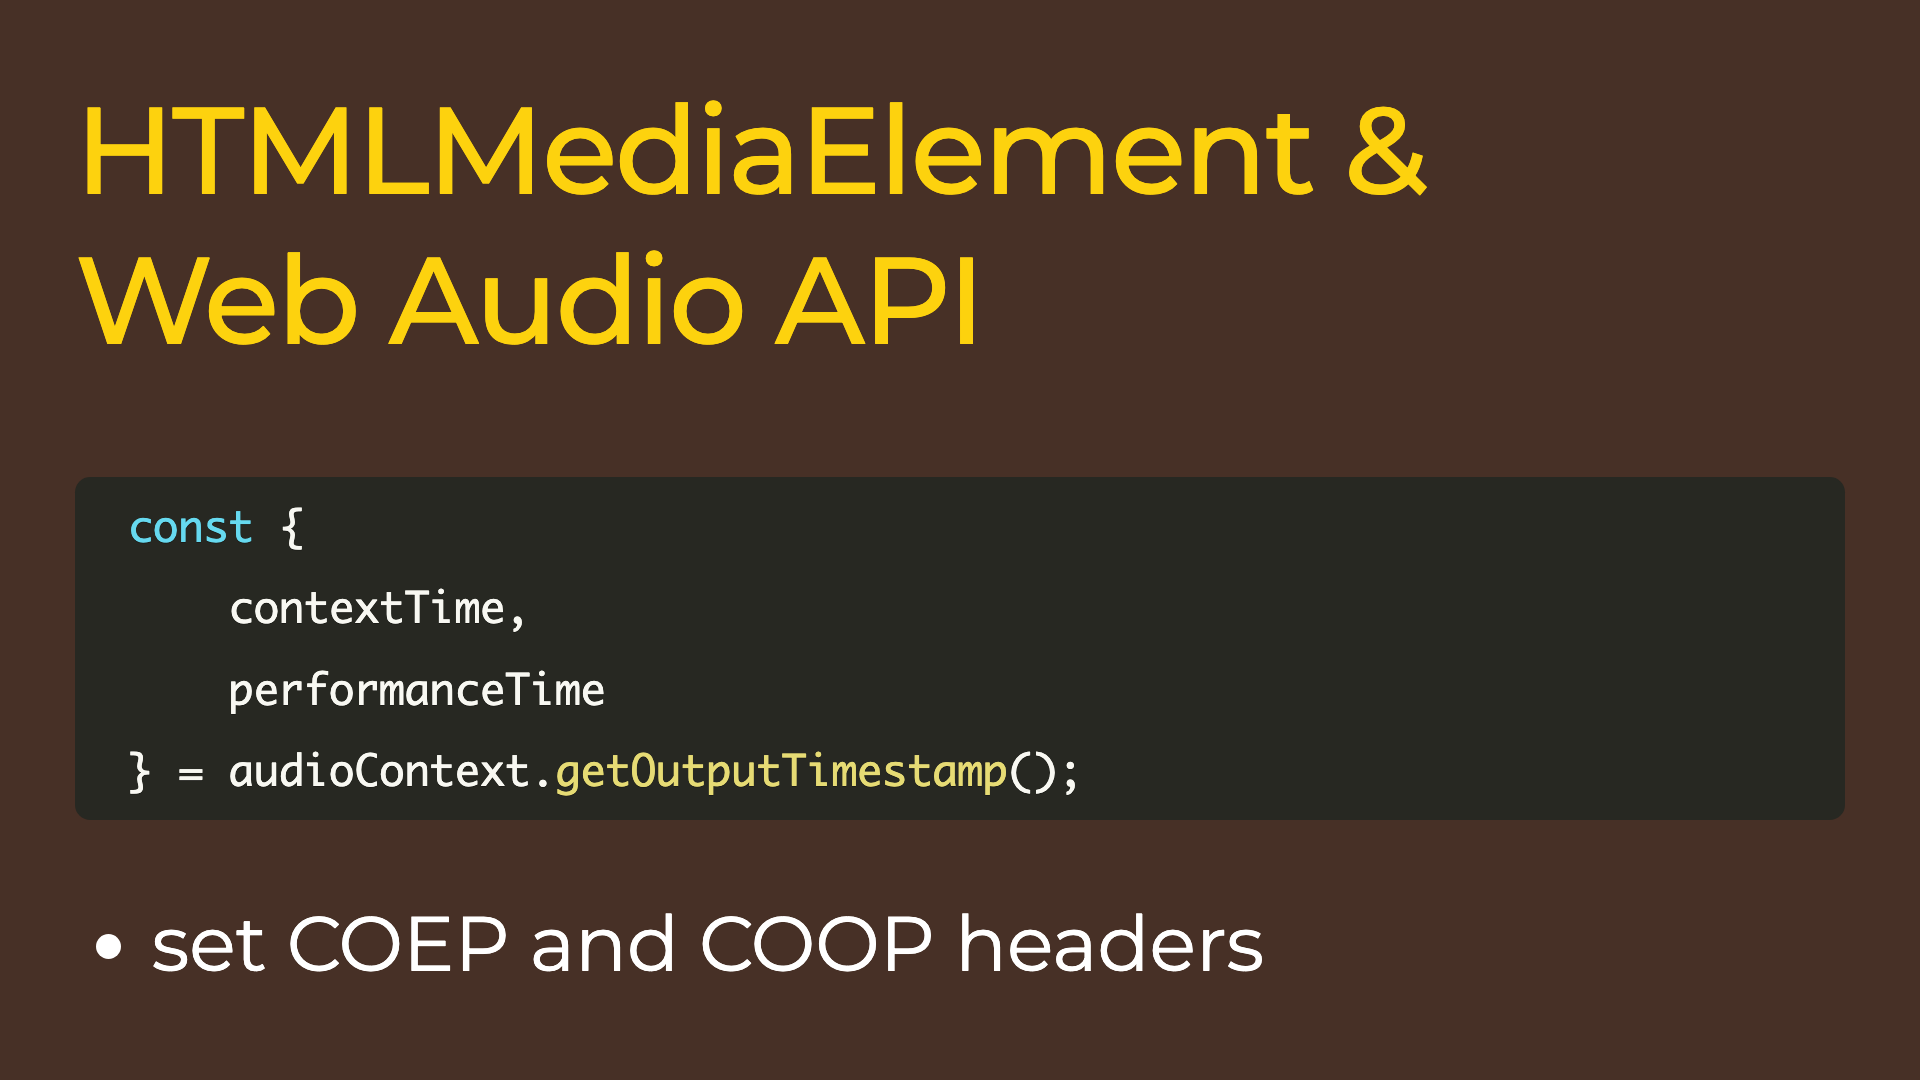 HTMLMediaElement &
Web Audio API
const {
    contextTime,
    performanceTime
} = audioContext.getOutputTimestamp();
• set COEP and COOP headers